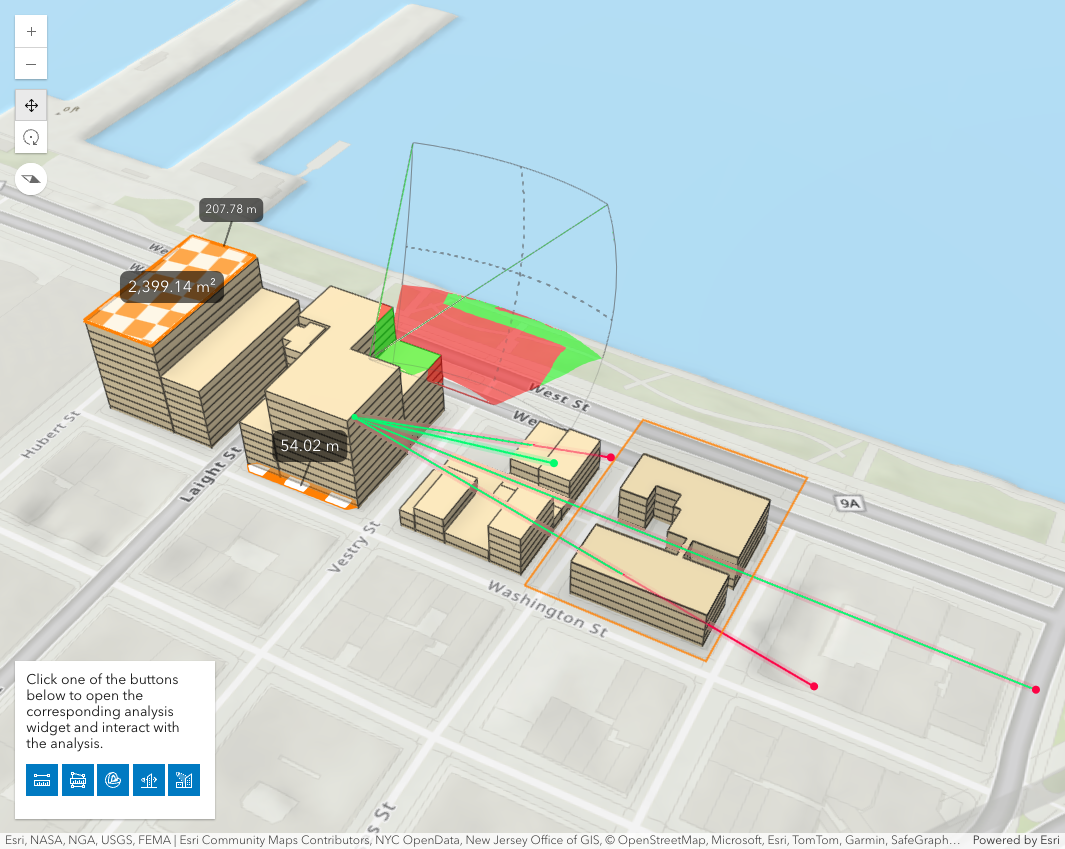 +
−
207.78 m
We
2,399.14 m²
West St
We
54.02 m
Hubert St
Laight St
Vestry St
9A
Washington St
s St
Click one of the buttons
below to open the
corresponding analysis
widget and interact with
the analysis.
Esri, NASA, NGA, USGS, FEMA | Esri Community Maps Contributors, NYC OpenData, New Jersey Office of GIS, © OpenStreetMap, Microsoft, Esri, TomTom, Garmin, SafeGraph… Powered by Esri